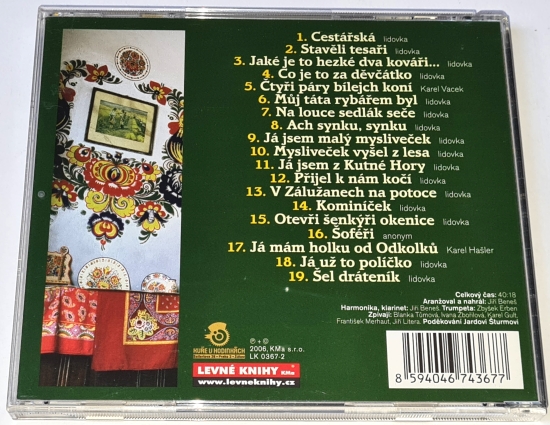 1. Cestářská lidovka
2. Stavěli tesaři lidovka
3. Jaké je to hezké dva kováři... lidovka
4. Co je to za děvčátko lidovka
5. Čtyři páry bílejch koní Karel Vacek
6. Můj táta rybářem byl lidovka
7. Na louce sedlák seče lidovka
8. Ach synku, synku lidovka
9. Já jsem malý mysliveček lidovka
10. Mysliveček vyšel z lesa lidovka
11. Já jsem z Kutné Hory lidovka
12. Přijel k nám kočí lidovka
13. V Zálužanech na potoce lidovka
14. Kominíček lidovka
15. Otevři šenkýři okenice lidovka
16. Šoféři anonym
17. Já mám holku od Odkolků Karel Hašler
18. Já už to políčko lidovka
19. Šel dráteník lidovka
Celkový čas: 40:18
Aranžoval a nahrál: Jiří Beneš
Harmonika, klarinet: Jiří Beneš. Trumpeta: Zbyšek Erben
Zpívají: Blanka Tůmová, Ivana Zbořilová, Karel Gult,
František Merhaut, Jiří Litera. Poděkování Jardovi Šturmovi
KUŘE V HODINKÁCH
℗ + ©
2006, KMa s.r.o.
LK 0367-2
LEVNÉ KNIHY KMa
www.levneknihy.cz
8 594046 743677